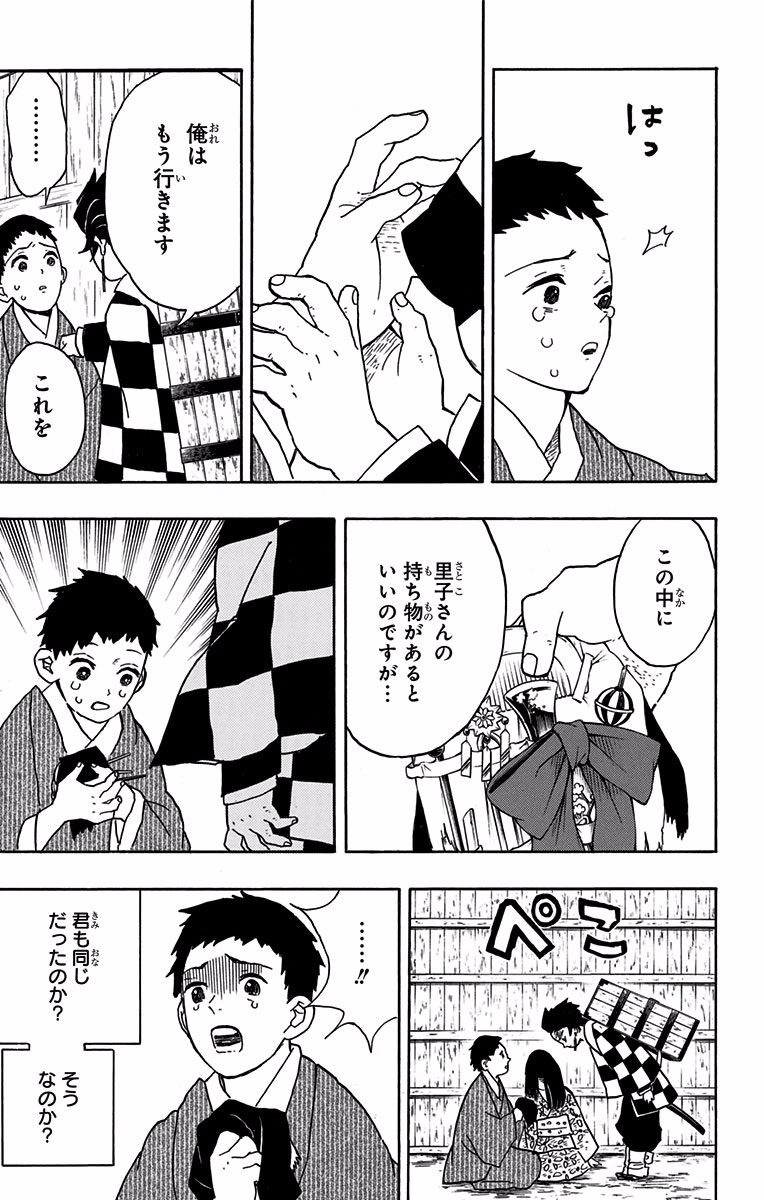 はっ
俺は
もう行きます
………
これを
この中に
里子さんの
持ち物があると
いいのですが…
ぺこ
……!!
君も同じ
だったのか?
そう
なのか?